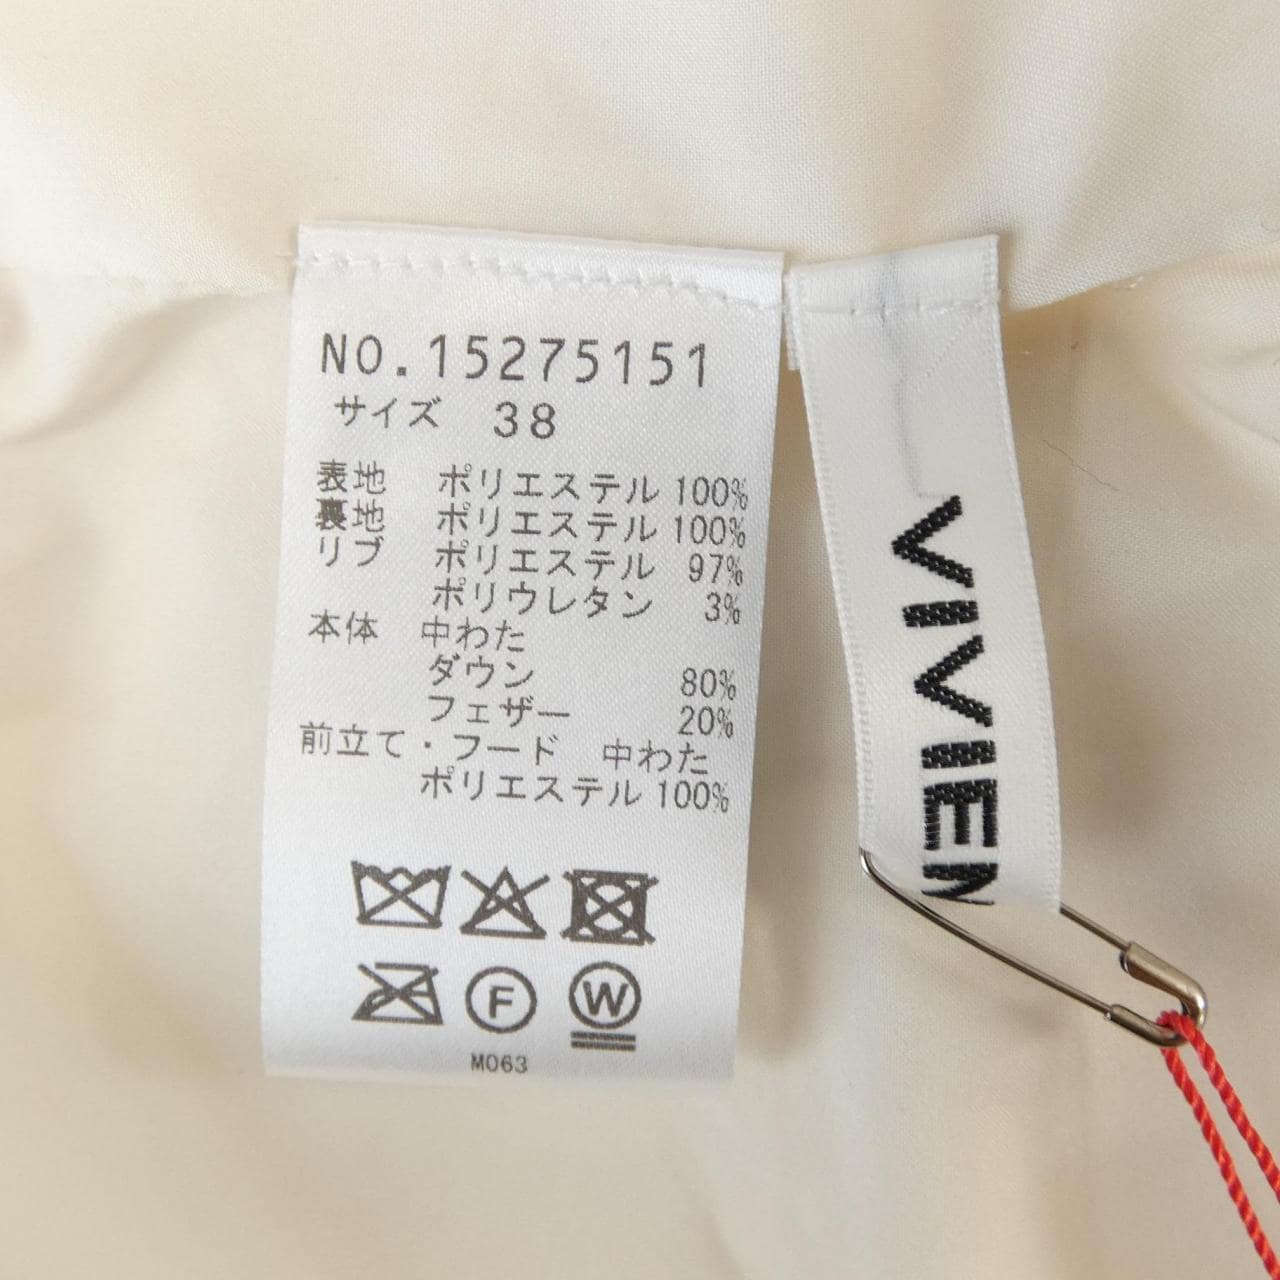 NO.15275151
サイズ 38
表地 ポリエステル 100%
裏地 ポリエステル 100%
リブ ポリエステル 97%
ポリウレタン 3%
本体 中わた
ダウン 80%
フェザー 20%
前立て・フード 中わた
ポリエステル 100%
F W
M063
VIVIEN